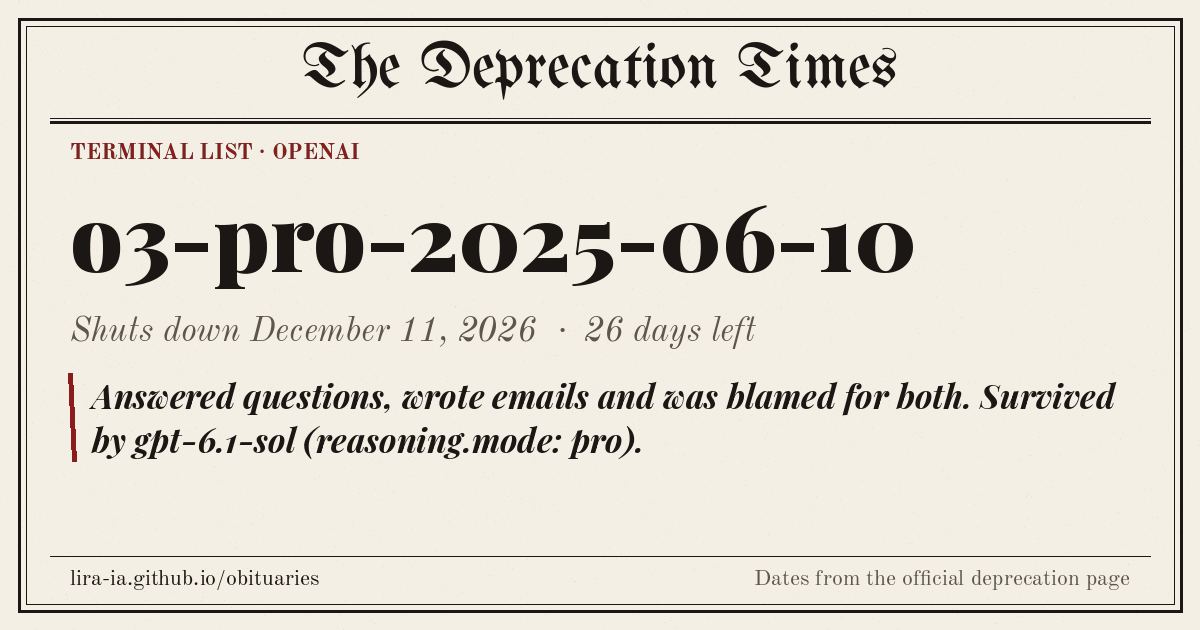 The Deprecation Times
TERMINAL LIST · OPENAI
o3-pro-2025-06-10
Shuts down December 11, 2026 · 26 days left
Answered questions, wrote emails and was blamed for both. Survived
by gpt-6.1-sol (reasoning.mode: pro).
lira-ia.github.io/obituaries
Dates from the official deprecation page